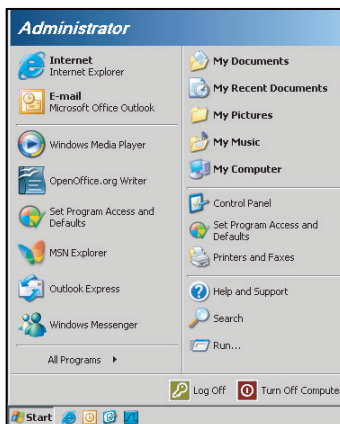 Administrator
Internet
Internet Explorer
E-mail
Microsoft Office Outlook
Windows Media Player
OpenOffice.org Writer
Set Program Access and
Defaults
MSN Explorer
Outlook Express
Windows Messenger
All Programs
My Documents
My Recent Documents
My Pictures
My Music
My Computer
Control Panel
Set Program Access and
Defaults
Printers and Faxes
Help and Support
Search
Run...
Log Off
Turn Off Compute
Start